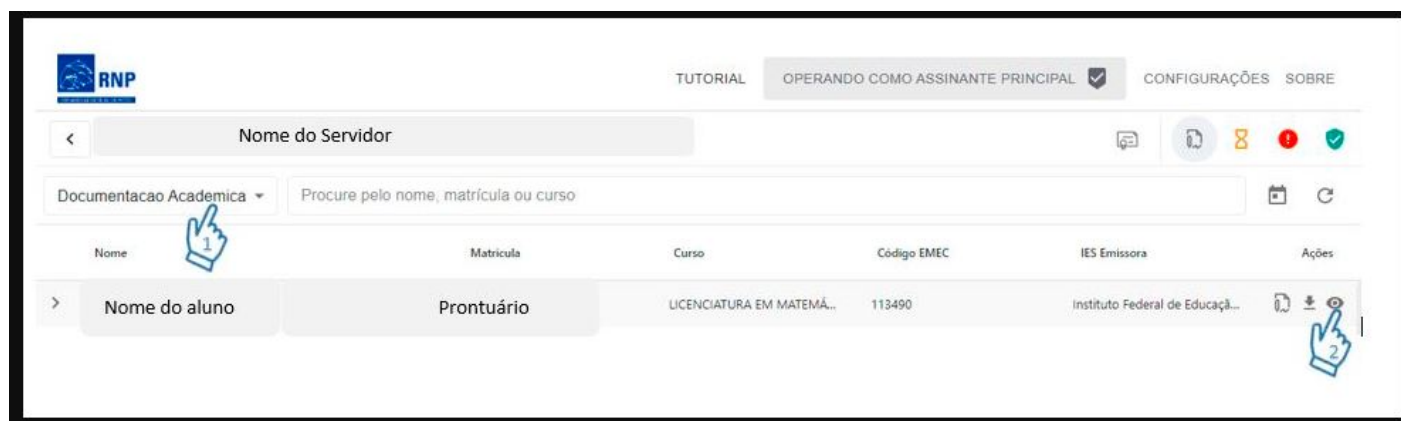 RNP
TUTORIAL OPERANDO COMO ASSINANTE PRINCIPAL CONFIGURAÇÕES SOBRE
Nome do Servidor
Documentacao Academica Procure pelo nome, matrícula ou curso
1
Nome Matricula Curso Código EMEC IES Emissora Ações
Nome do aluno Prontuário LICENCIATURA EM MATEMÁ... 113490 Instituto Federal de Educaçã...
2